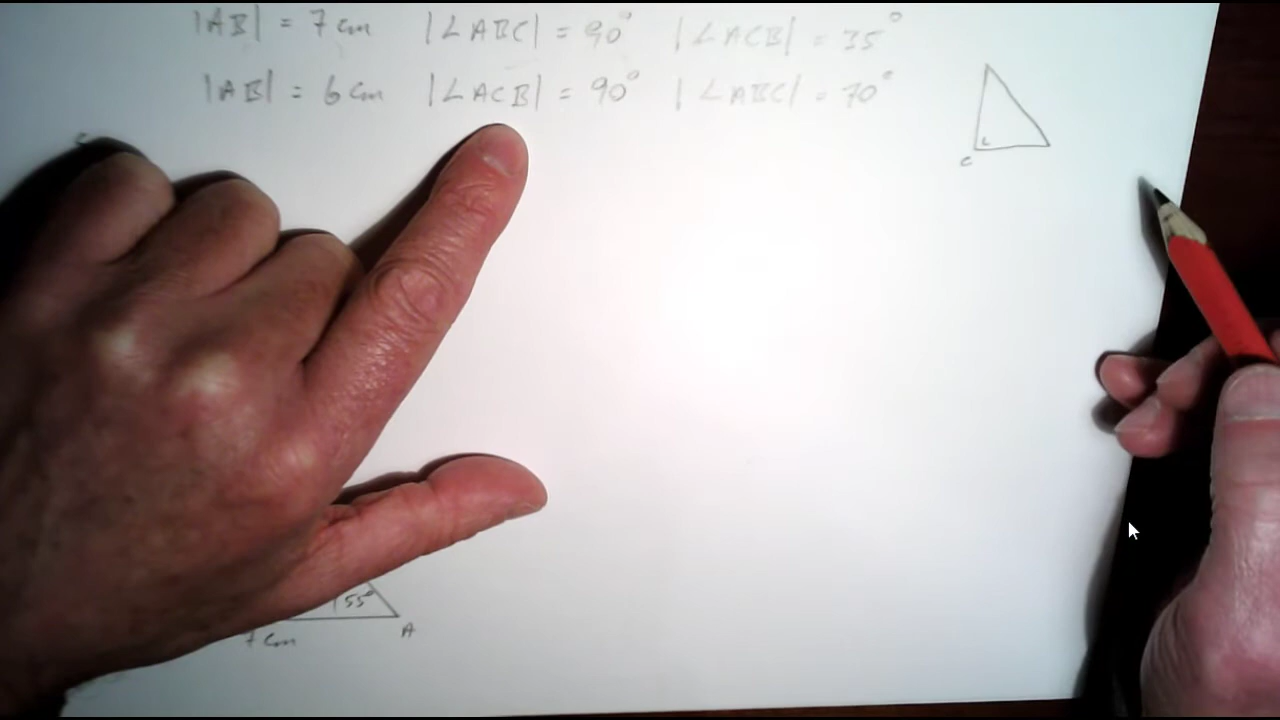 |AB| = 7 cm |∠ABC| = 90° |∠ACB| = 35°
|AB| = 6 cm |∠ACB| = 90° |∠ABC| = 70°
C
C
55°
A
7 cm